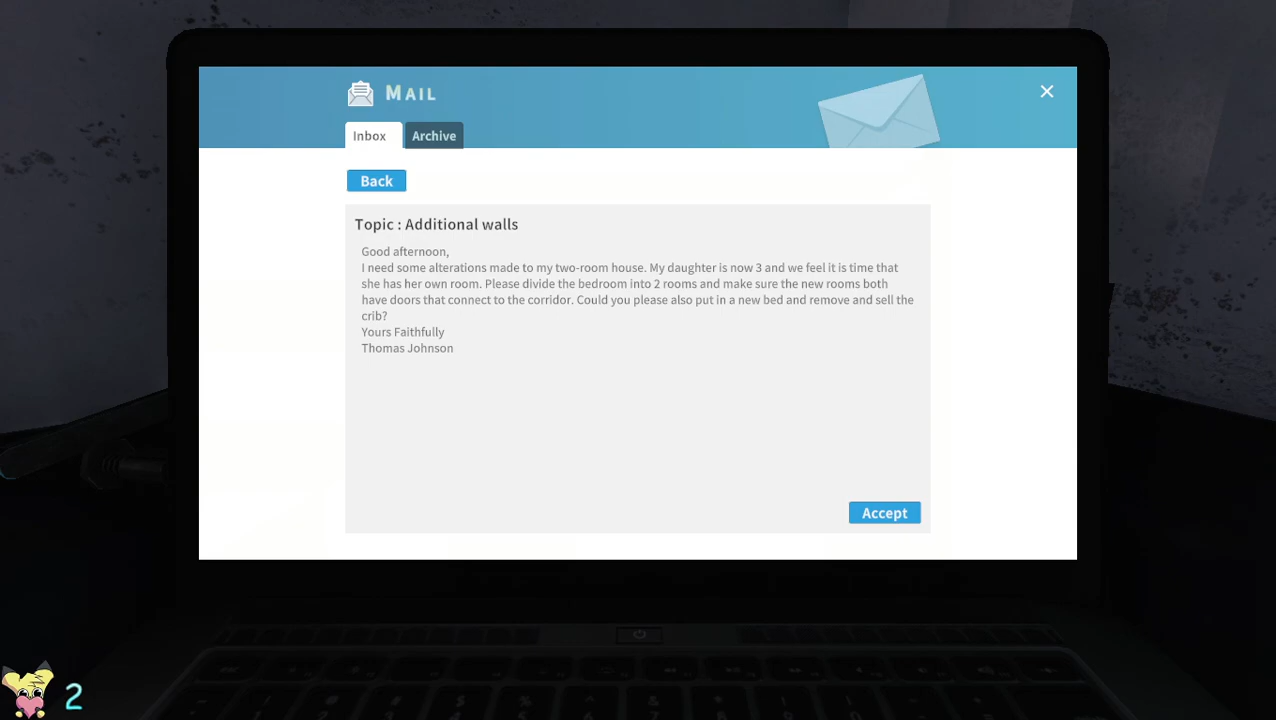 MAIL
Inbox
Archive
Back
Topic : Additional walls
Good afternoon,
I need some alterations made to my two-room house. My daughter is now 3 and we feel it is time that
she has her own room. Please divide the bedroom into 2 rooms and make sure the new rooms both
have doors that connect to the corridor. Could you please also put in a new bed and remove and sell the
crib?
Yours Faithfully
Thomas Johnson
Accept
2